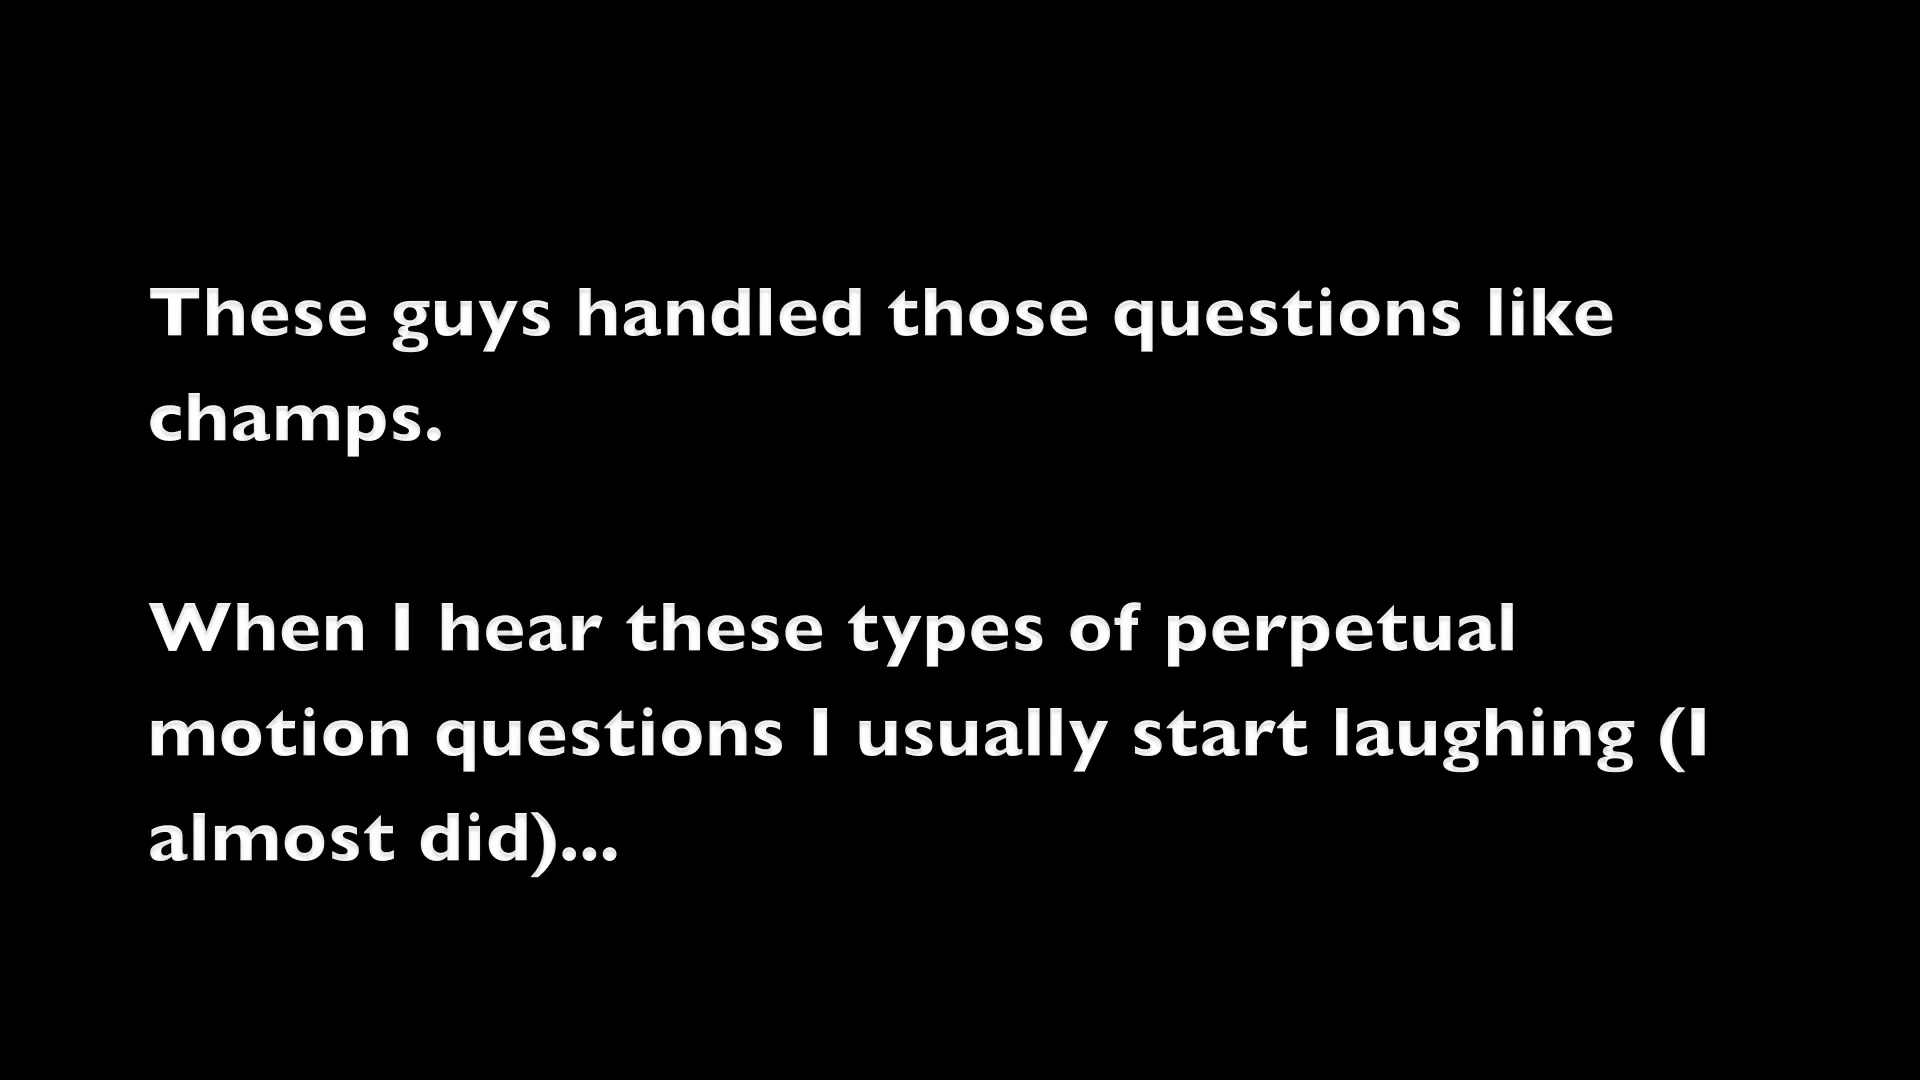 These guys handled those questions like
champs.
When I hear these types of perpetual
motion questions I usually start laughing (I
almost did)...